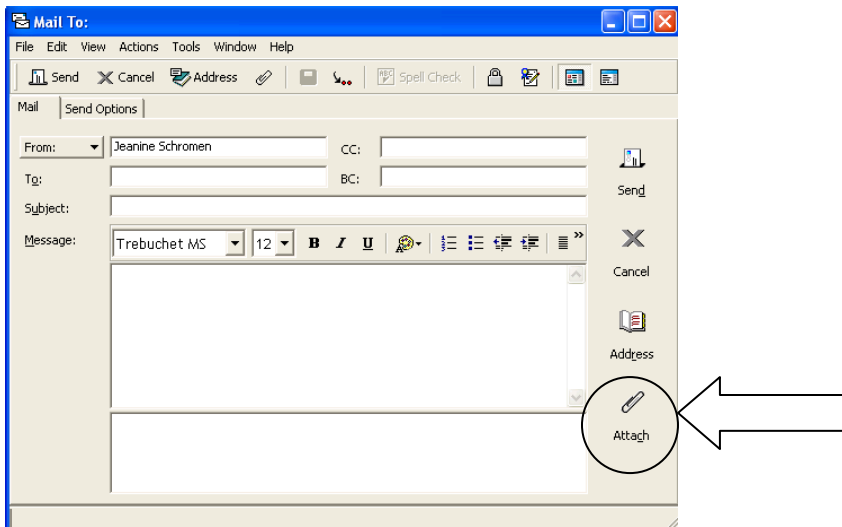 Mail To:
File Edit View Actions Tools Window Help
Send Cancel Address ABC Spell Check
Mail Send Options
From: Jeanine Schromen CC:
To: BC:
Send
Subject:
Message: Trebuchet MS 12 B I U »
Cancel
Address
Attach